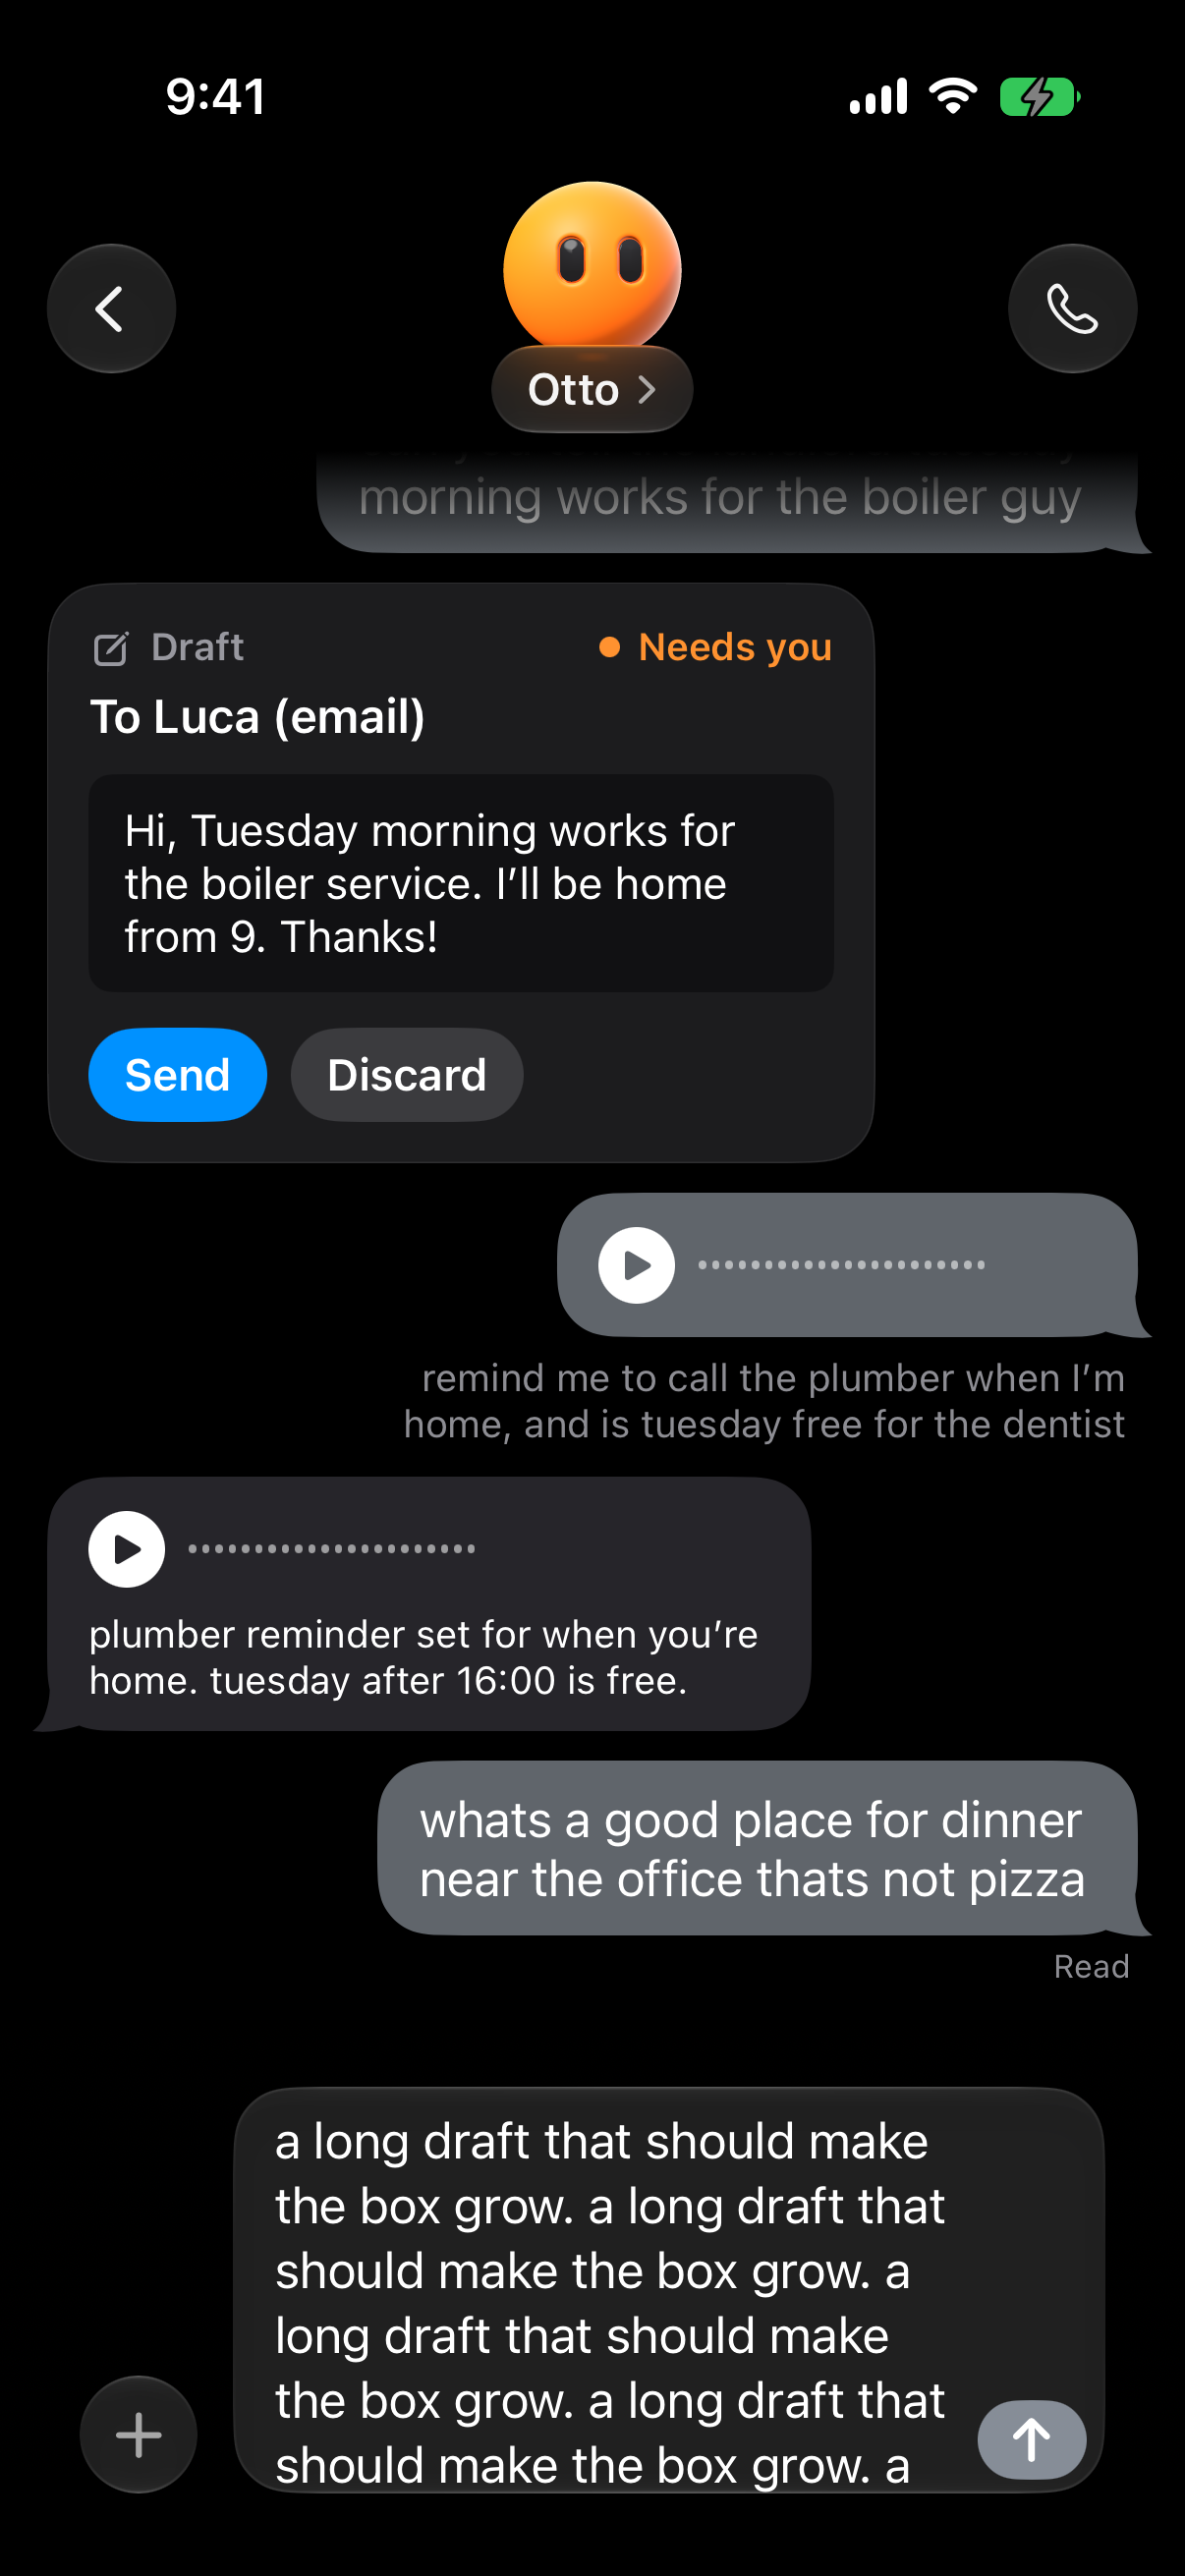 9:41
Otto
morning works for the boiler guy
Draft
Needs you
To Luca (email)
Hi, Tuesday morning works for
the boiler service. I’ll be home
from 9. Thanks!
Send
Discard
remind me to call the plumber when I’m
home, and is tuesday free for the dentist
plumber reminder set for when you’re
home. tuesday after 16:00 is free.
whats a good place for dinner
near the office thats not pizza
Read
a long draft that should make
the box grow. a long draft that
should make the box grow. a
long draft that should make
the box grow. a long draft that
should make the box grow. a